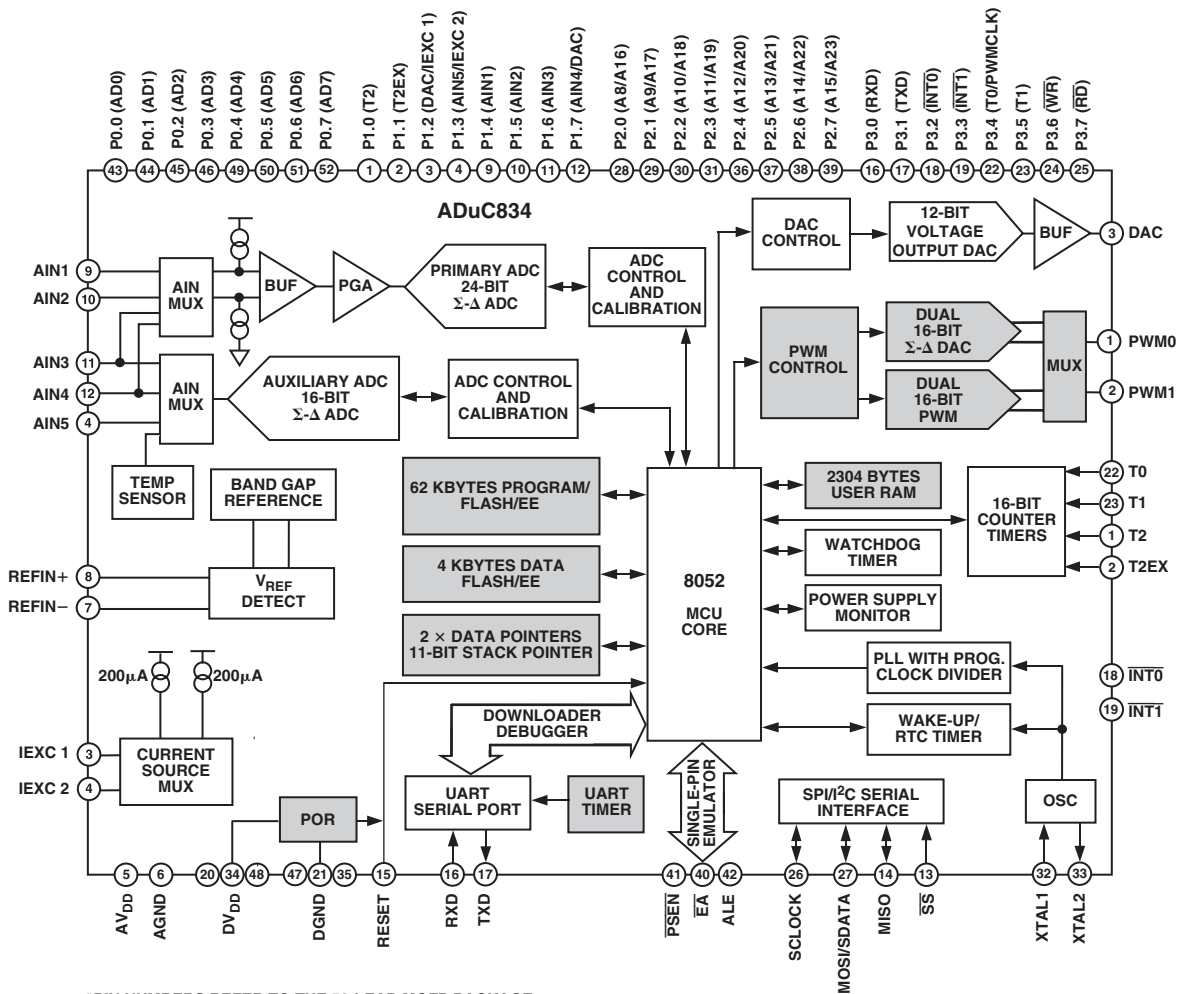 P0.0 (AD0)
P0.1 (AD1)
P0.2 (AD2)
P0.3 (AD3)
P0.4 (AD4)
P0.5 (AD5)
P0.6 (AD6)
P0.7 (AD7)
P1.0 (T2)
P1.1 (T2EX)
P1.2 (DAC/IEXC 1)
P1.3 (AIN5/IEXC 2)
P1.4 (AIN1)
P1.5 (AIN2)
P1.6 (AIN3)
P1.7 (AIN4/DAC)
P2.0 (A8/A16)
P2.1 (A9/A17)
P2.2 (A10/A18)
P2.3 (A11/A19)
P2.4 (A12/A20)
P2.5 (A13/A21)
P2.6 (A14/A22)
P2.7 (A15/A23)
P3.0 (RXD)
P3.1 (TXD)
P3.2 (INT0)
P3.3 (INT1)
P3.4 (T0/PWMCLK)
P3.5 (T1)
P3.6 (WR)
P3.7 (RD)
43 44 45 46 49 50 51 52 1 2 3 4 9 10 11 12 28 29 30 31 36 37 38 39 16 17 18 19 22 23 24 25
ADuC834
AIN1 9
AIN2 10
AIN3 11
AIN4 12
AIN5 4
AIN
MUX
BUF
PGA
PRIMARY ADC
24-BIT
Σ-Δ ADC
ADC
CONTROL
AND
CALIBRATION
DAC
CONTROL
12-BIT
VOLTAGE
OUTPUT DAC
BUF
3 DAC
AIN
MUX
AUXILIARY ADC
16-BIT
Σ-Δ ADC
ADC CONTROL
AND
CALIBRATION
PWM
CONTROL
DUAL
16-BIT
Σ-Δ DAC
DUAL
16-BIT
PWM
MUX
1 PWM0
2 PWM1
TEMP
SENSOR
BAND GAP
REFERENCE
VREF
DETECT
REFIN+ 8
REFIN− 7
62 KBYTES PROGRAM/
FLASH/EE
4 KBYTES DATA
FLASH/EE
2 × DATA POINTERS
11-BIT STACK POINTER
8052
MCU
CORE
2304 BYTES
USER RAM
WATCHDOG
TIMER
POWER SUPPLY
MONITOR
PLL WITH PROG.
CLOCK DIVIDER
WAKE-UP/
RTC TIMER
16-BIT
COUNTER
TIMERS
22 T0
23 T1
1 T2
2 T2EX
18 INT0
19 INT1
200µA
200µA
IEXC 1 3
IEXC 2 4
CURRENT
SOURCE
MUX
DOWNLOADER
DEBUGGER
POR
UART
SERIAL PORT
UART
TIMER
SINGLE-PIN
EMULATOR
SPI/I2C SERIAL
INTERFACE
OSC
5 6 20 34 48 47 21 35 15 16 17 41 40 42 26 27 14 13 32 33
AVDD
AGND
DVDD
DGND
RESET
RXD
TXD
PSEN
EA
ALE
SCLOCK
MOSI/SDATA
MISO
SS
XTAL1
XTAL2